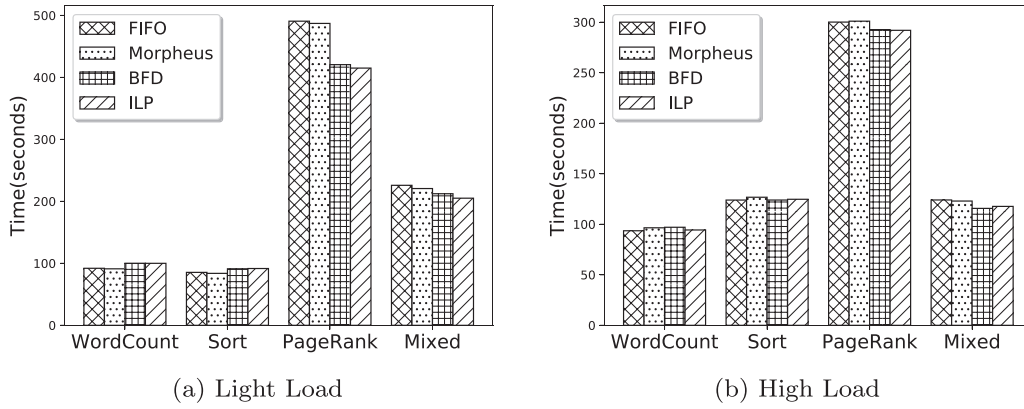 Time(seconds)
500
400
300
200
100
0
FIFO
Morpheus
BFD
ILP
WordCount Sort PageRank Mixed
(a) Light Load
Time(seconds)
300
250
200
150
100
50
0
FIFO
Morpheus
BFD
ILP
WordCount Sort PageRank Mixed
(b) High Load